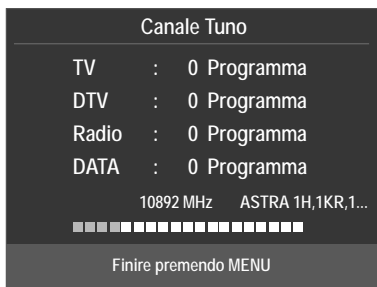 Canale Tuno
TV : 0 Programma
DTV : 0 Programma
Radio : 0 Programma
DATA : 0 Programma
10892 MHz ASTRA 1H,1KR,1...
Finire premendo MENU